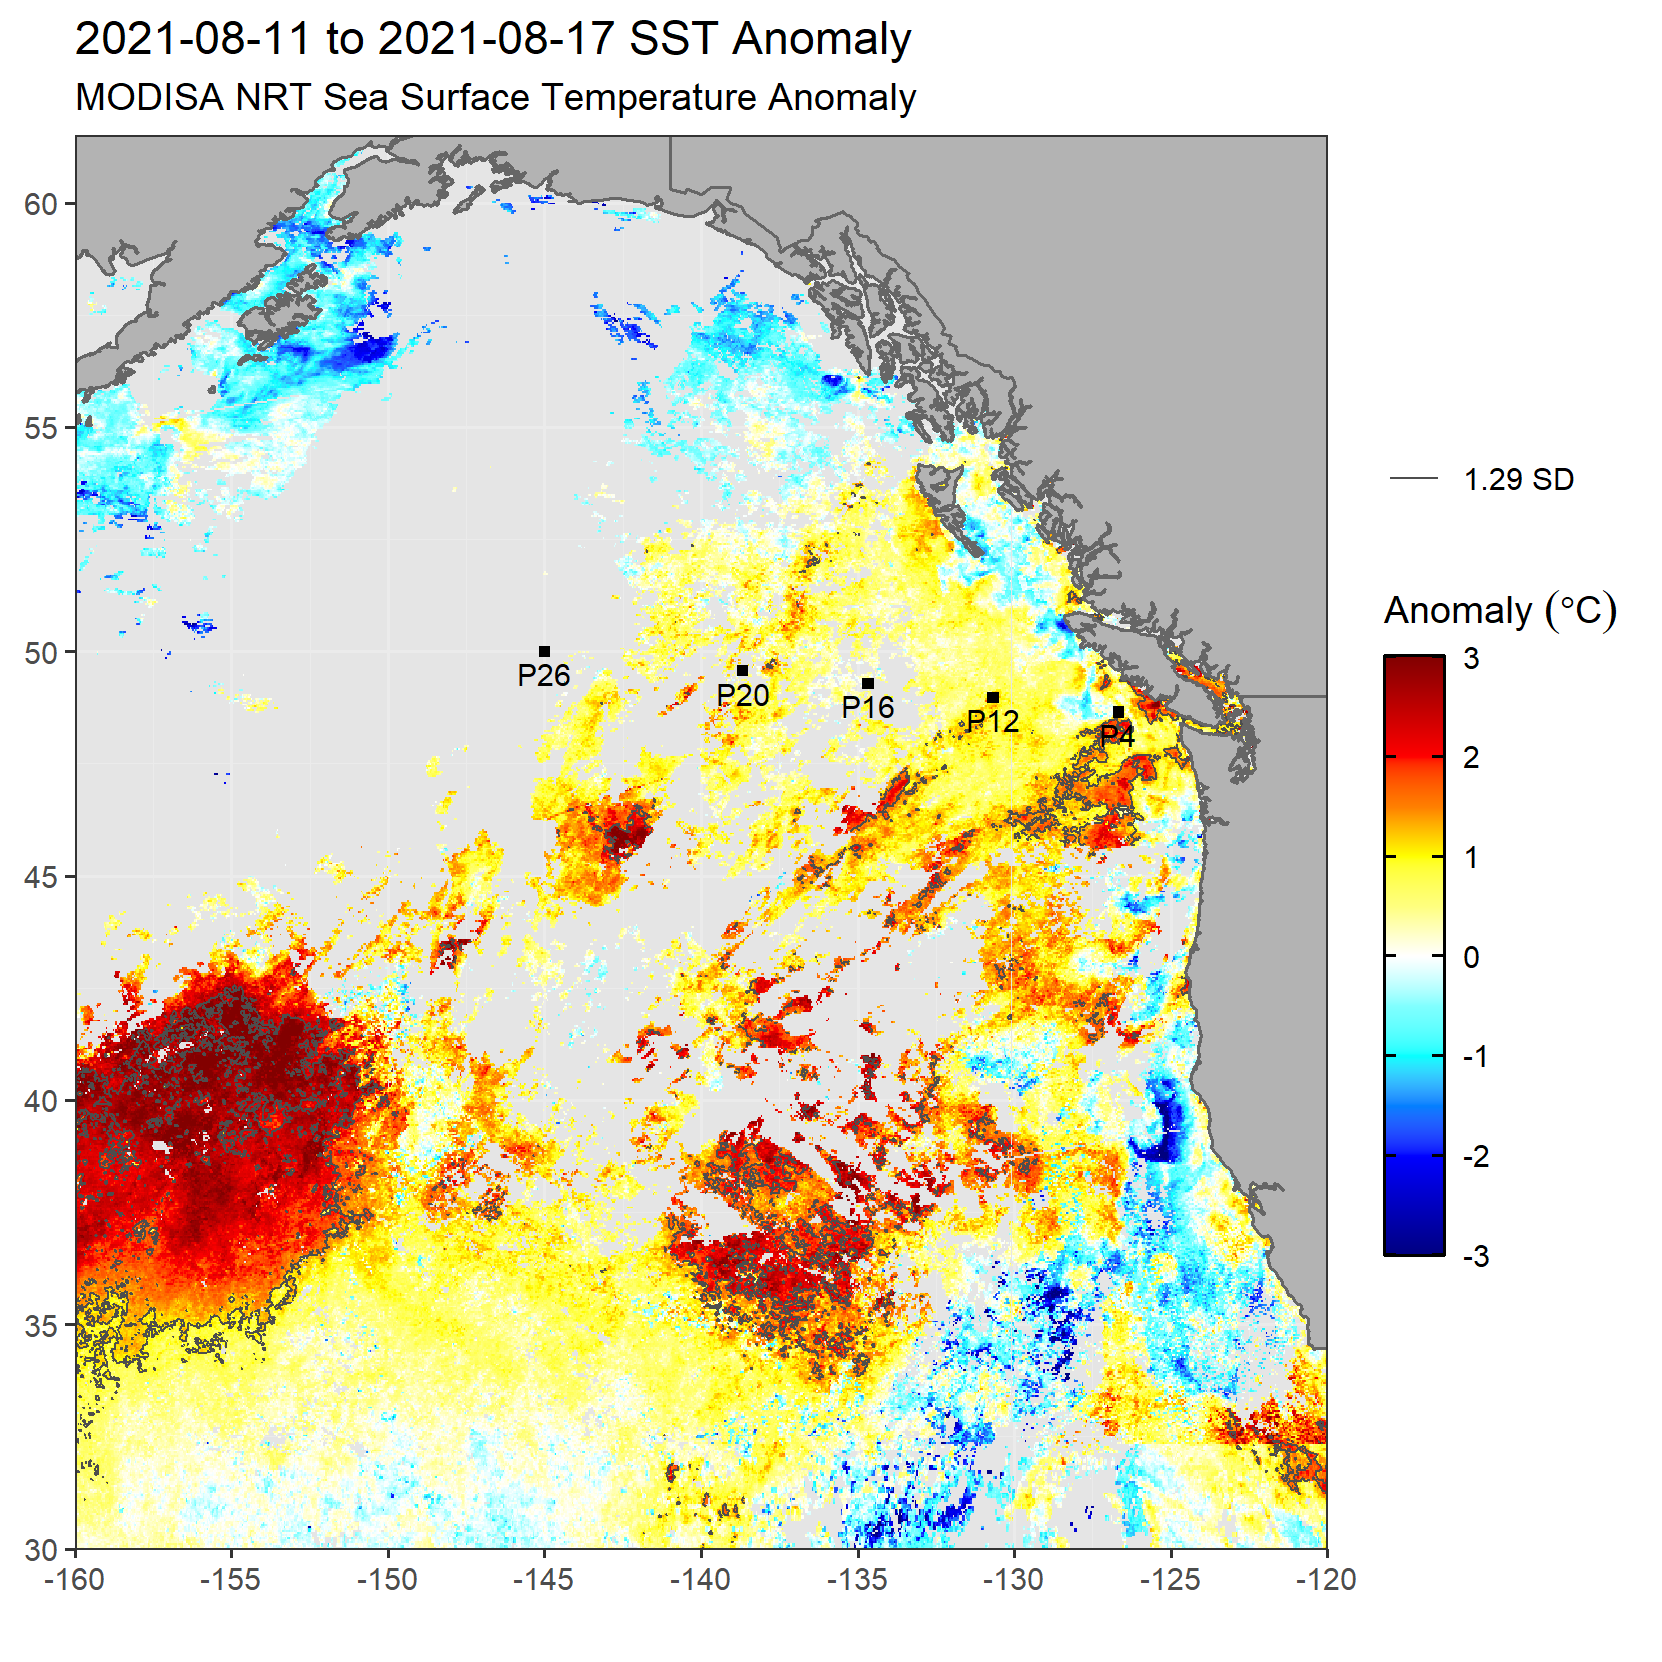 2021-08-11 to 2021-08-17 SST Anomaly
MODISA NRT Sea Surface Temperature Anomaly
60
55
50
45
40
35
30
-160
-155
-150
-145
-140
-135
-130
-125
-120
P26
P20
P16
P12
P4
1.29 SD
Anomaly (°C)
3
2
1
0
-1
-2
-3